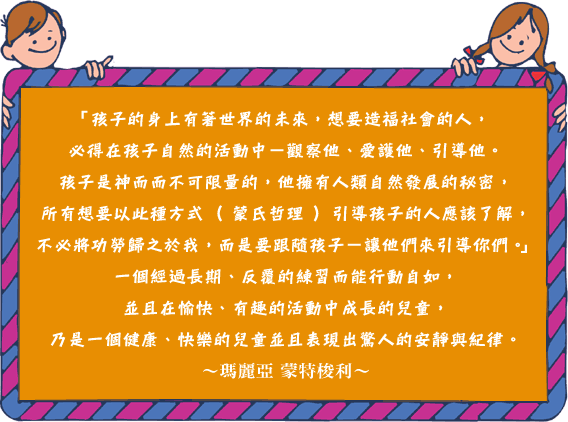 「孩子的身上有著世界的未來，想要造福社會的人，
必得在孩子自然的活動中－觀察他、愛護他、引導他。
孩子是神而而不可限量的，他擁有人類自然發展的秘密，
所有想要以此種方式（蒙氏哲理）引導孩子的人應該了解，
不必將功勞歸之於我，而是要跟隨孩子－讓他們來引導你們。」
一個經過長期、反覆的練習而能行動自如，
並且在愉快、有趣的活動中成長的兒童，
乃是一個健康、快樂的兒童並且表現出驚人的安靜與紀律。
～瑪麗亞 蒙特梭利～